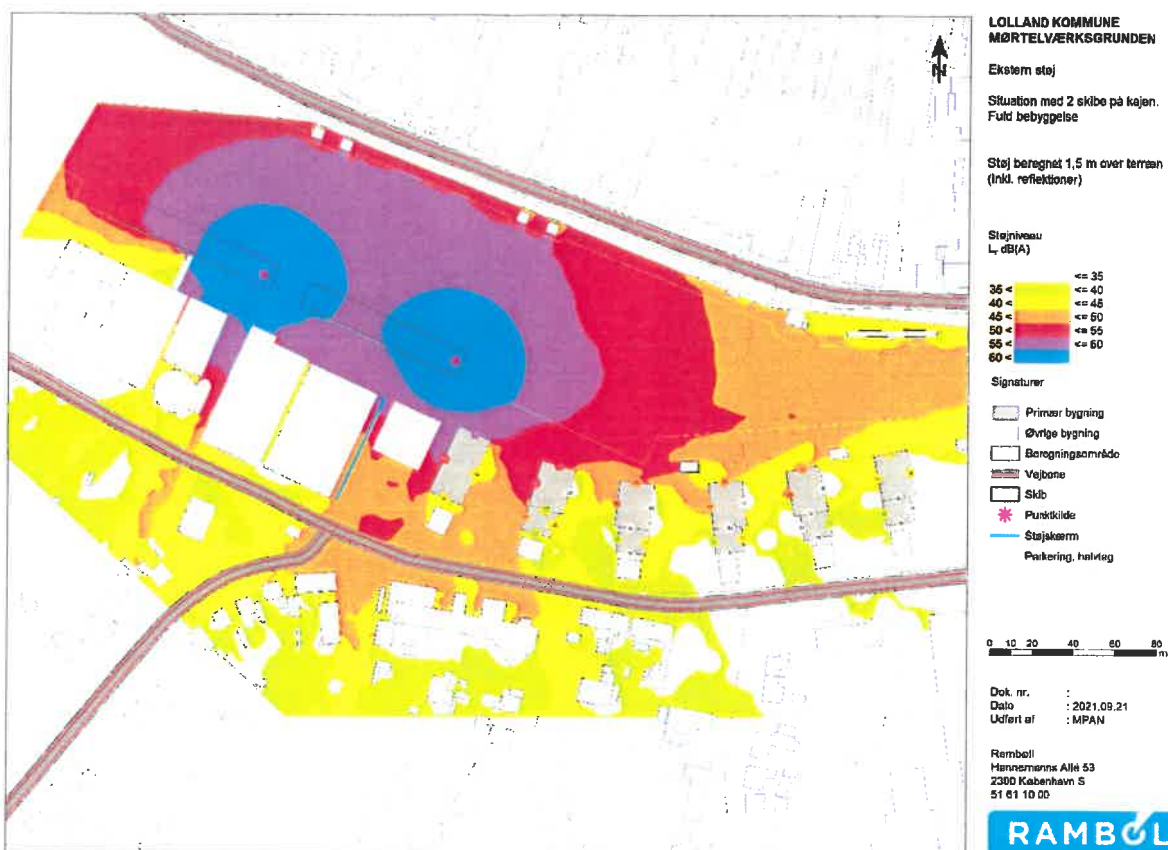 LOLLAND KOMMUNE
MØRTELVÆRKSGRUNDEN
Ekstern støj
Situation med 2 skibe på kajen.
Fuld bebyggelse
Støj beregnet 1,5 m over terræn
(inkl. reflektioner)
Støjniveau
L, dB(A)
<= 35
35 < <= 40
40 < <= 45
45 < <= 50
50 < <= 55
55 < <= 60
60 <
Signaturer
Primær bygning
Øvrige bygning
Beregningsområde
Vejbane
Skib
Punktkilde
Støjskærm
Parkering, halvtag
0 10 20 40 60 80
m
Dok. nr. :
Dato : 2021.09.21
Udført af : MPAN
Rambøll
Hannemanns Allé 53
2300 København S
51 61 10 00
RAMBØL
N